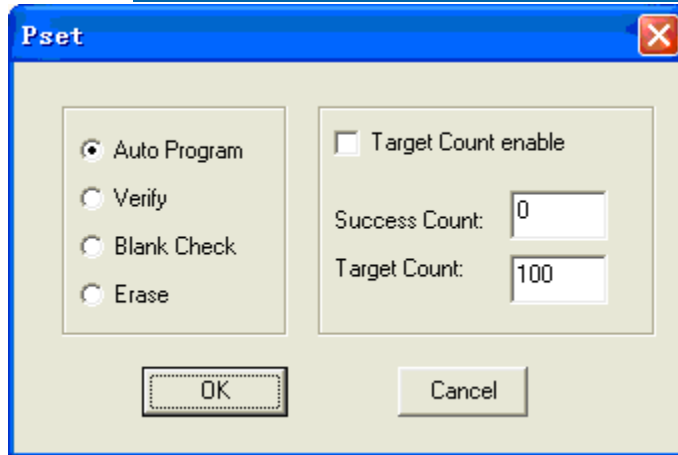 Pset
Auto Program
Verify
Blank Check
Erase
Target Count enable
Success Count: 0
Target Count: 100
OK
Cancel